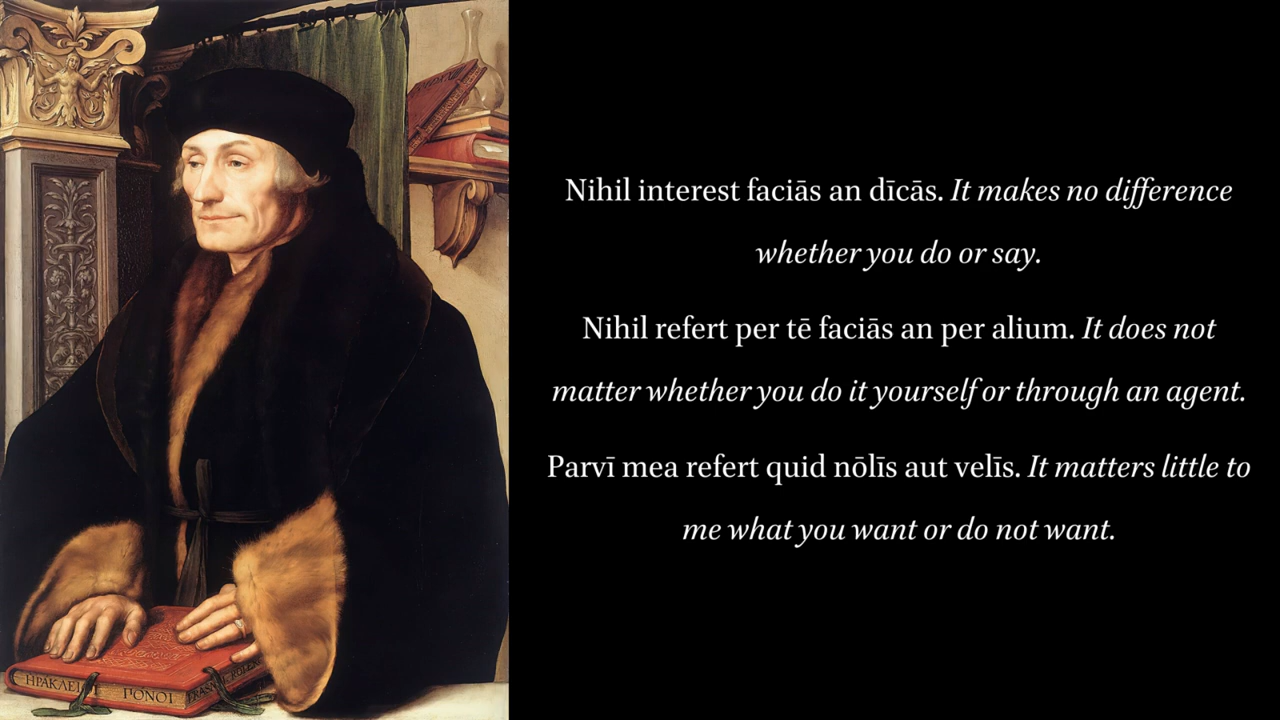 Nihil interest faciās an dīcās. It makes no difference
whether you do or say.
Nihil refert per tē faciās an per alium. It does not
matter whether you do it yourself or through an agent.
Parvī mea refert quid nōlīs aut velīs. It matters little to
me what you want or do not want.
ΗΡΑΚΛΕΙ
ΠΟΝΟΙ